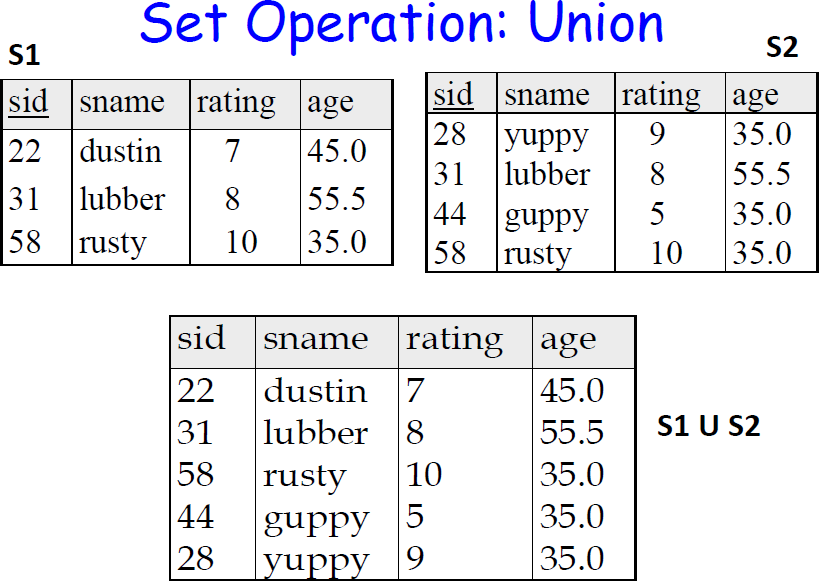 Set Operation: Union
S1
sid sname rating age
22 dustin 7 45.0
31 lubber 8 55.5
58 rusty 10 35.0
S2
sid sname rating age
28 yuppy 9 35.0
31 lubber 8 55.5
44 guppy 5 35.0
58 rusty 10 35.0
sid sname rating age
22 dustin 7 45.0
31 lubber 8 55.5
58 rusty 10 35.0
44 guppy 5 35.0
28 yuppy 9 35.0
S1 U S2